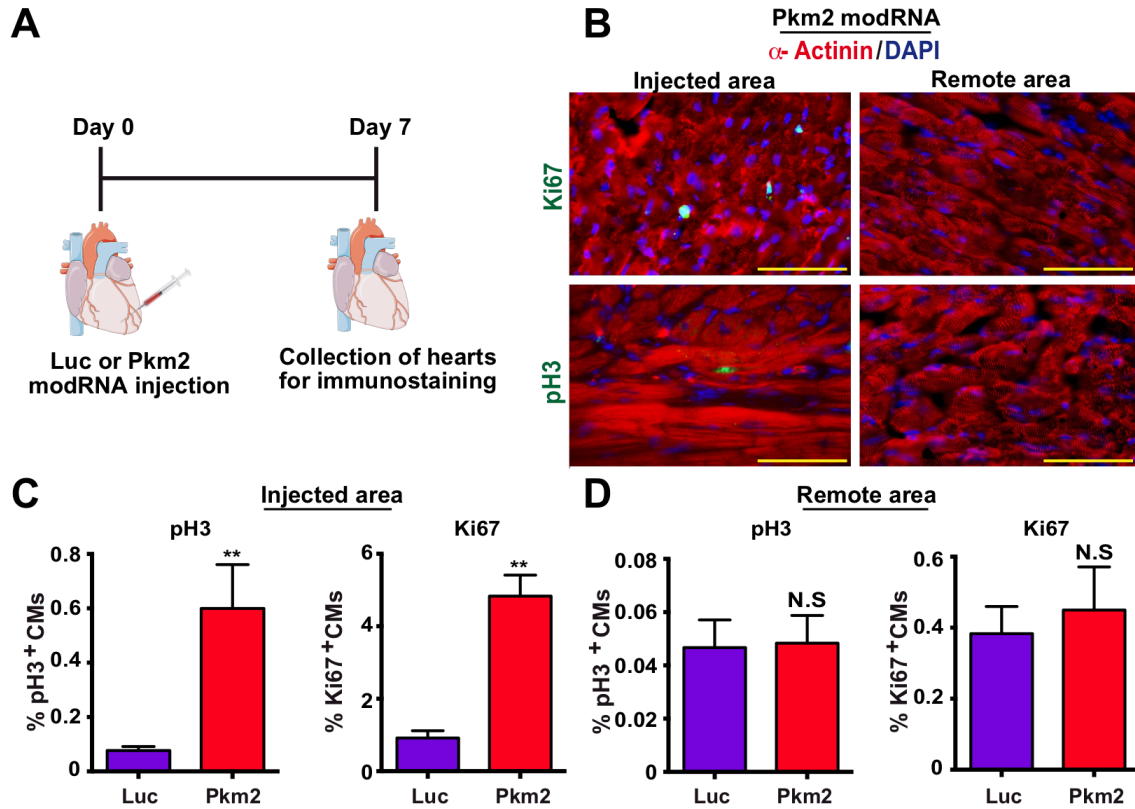 A
Day 0
Day 7
Luc or Pkm2
modRNA injection
Collection of hearts
for immunostaining
B
Pkm2 modRNA
α- Actinin/DAPI
Injected area
Remote area
Ki67
pH3
C
Injected area
pH3
% pH3⁺CMs
0.8
0.6
0.4
0.2
0
**
Luc
Pkm2
Ki67
% Ki67⁺CMs
6
4
2
0
**
Luc
Pkm2
D
Remote area
pH3
% pH3⁺CMs
0.08
0.06
0.04
0.02
0
N.S
Luc
Pkm2
Ki67
% Ki67⁺CMs
0.6
0.4
0.2
0
N.S
Luc
Pkm2